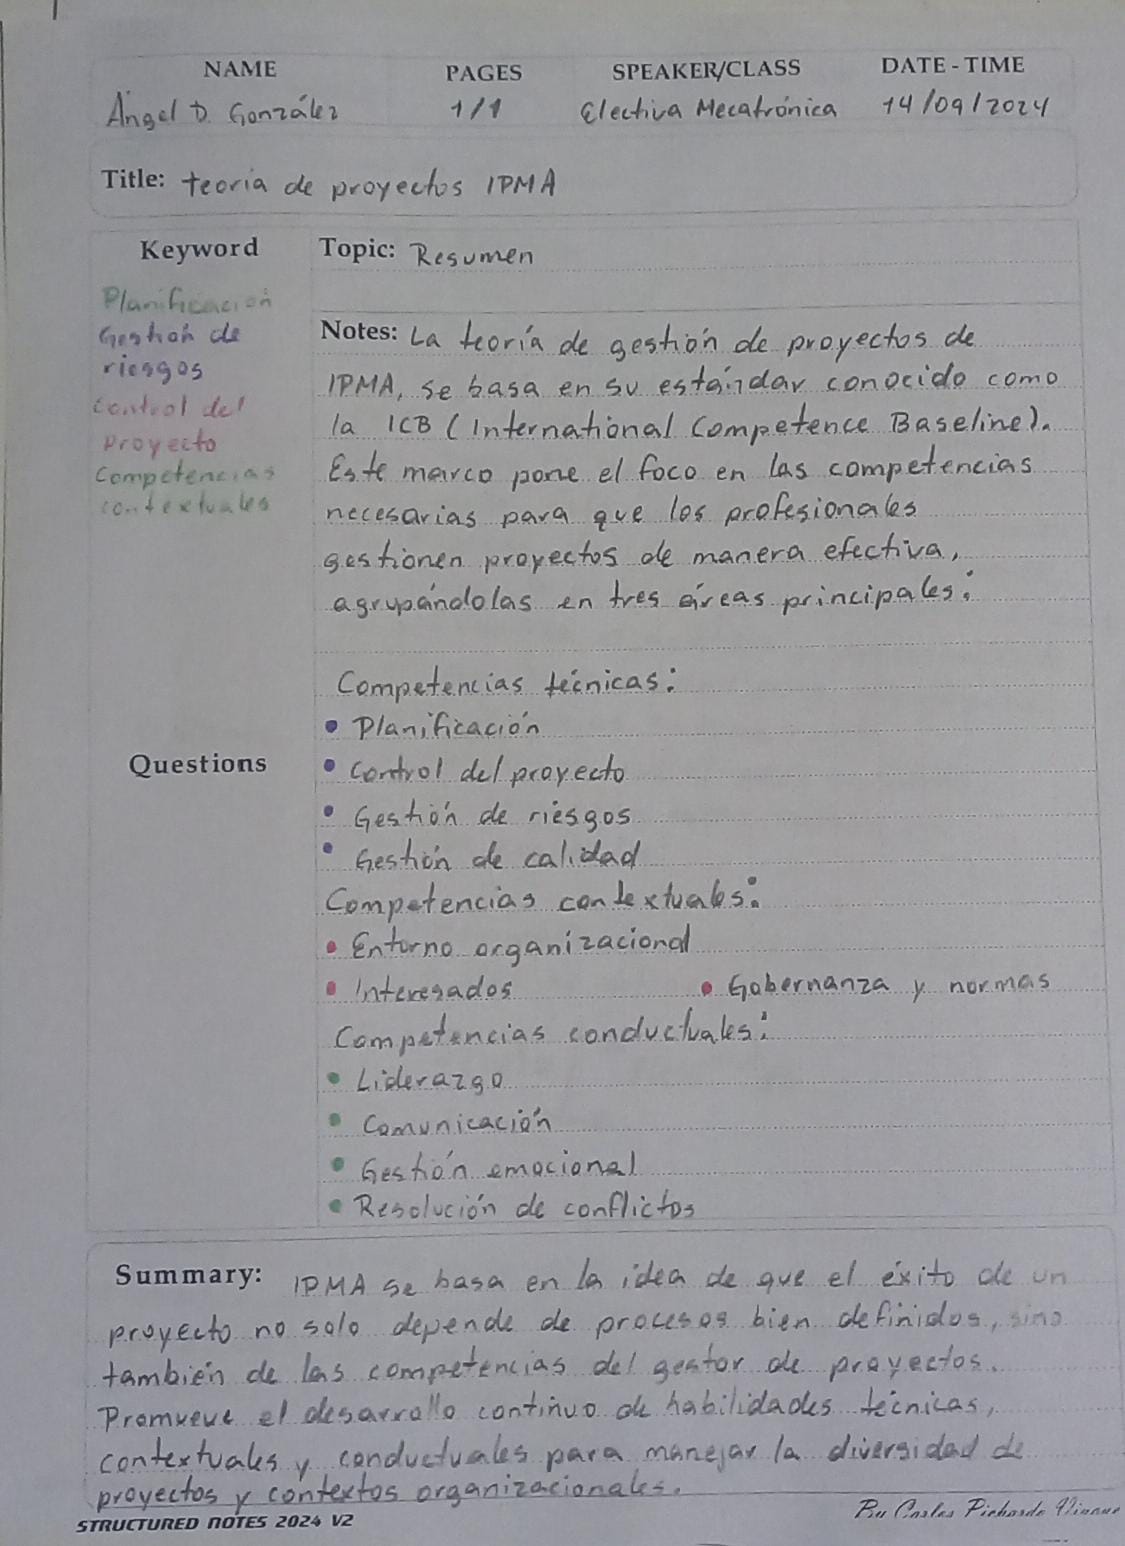 NAME PAGES SPEAKER/CLASS DATE - TIME
Ángel D. González 1/1 Electiva Mecatrónica 14/09/2024
Title: teoria de proyectos IPMA
Keyword
Planificación
Gestión de
riesgos
Control del
Proyecto
Competencias
contextuales
Questions
Topic: Resumen
Notes: La teoría de gestión de proyectos de
IPMA, se basa en su estándar conocido como
la ICB (International Competence Baseline).
Este marco pone el foco en las competencias
necesarias para que los profesionales
gestionen proyectos de manera efectiva,
agrupándolas en tres áreas principales:
Competencias técnicas:
• Planificación
• Control del proyecto
• Gestión de riesgos
• Gestión de calidad
Competencias contextuales:
• Entorno organizacional
• Interesados • Gobernanza y normas
Competencias conductuales:
• Liderazgo
• Comunicación
• Gestión emocional
• Resolución de conflictos
Summary: IPMA se basa en la idea de que el éxito de un
proyecto no solo depende de procesos bien definidos, sino
también de las competencias del gestor de proyectos.
Promueve el desarrollo continuo de habilidades técnicas,
contextuales y conductuales para manejar la diversidad de
proyectos y contextos organizacionales.
STRUCTURED NOTES 2024 V2 By Carlos Pichardo